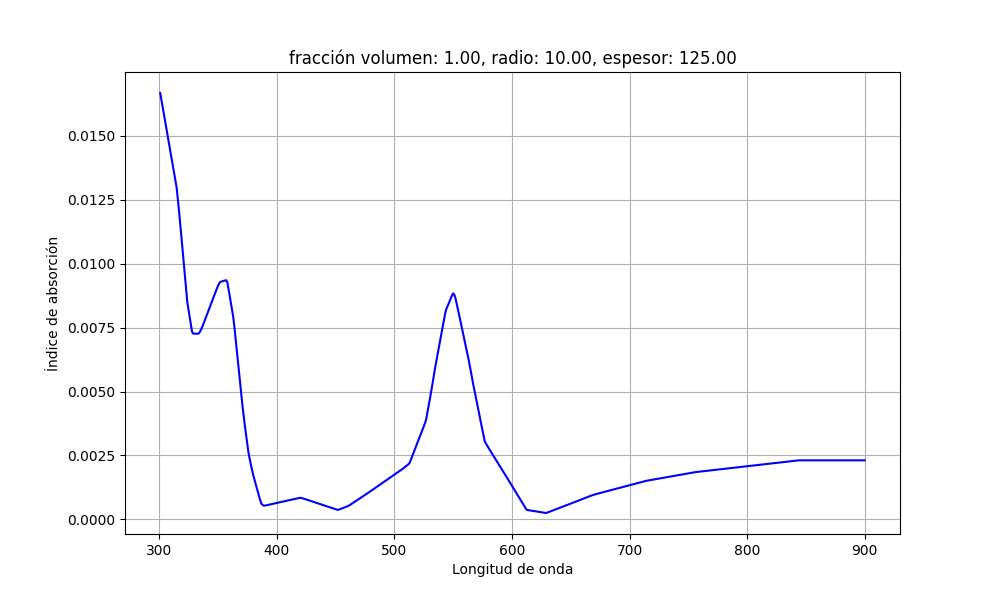 fracción volumen: 1.00, radio: 10.00, espesor: 125.00
Índice de absorción
0.0150
0.0125
0.0100
0.0075
0.0050
0.0025
0.0000
300 400 500 600 700 800 900
Longitud de onda